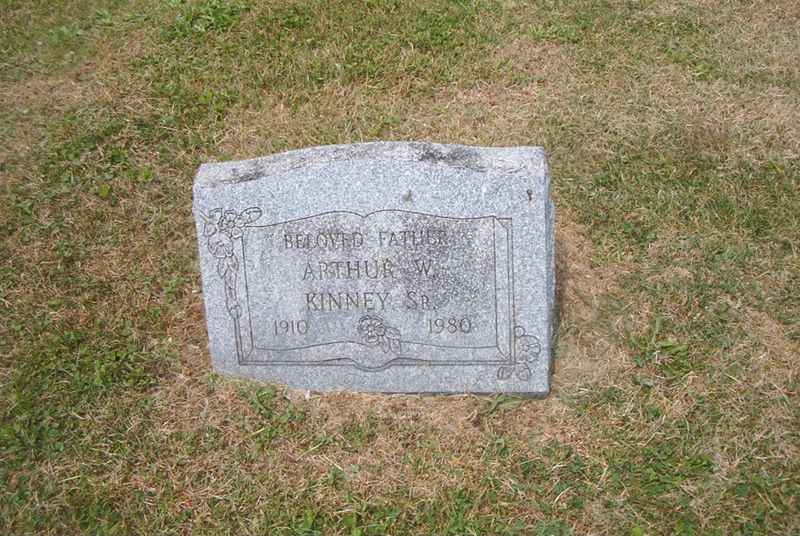 BELOVED FATHER
ARTHUR W.
KINNEY SR.
1910 1980